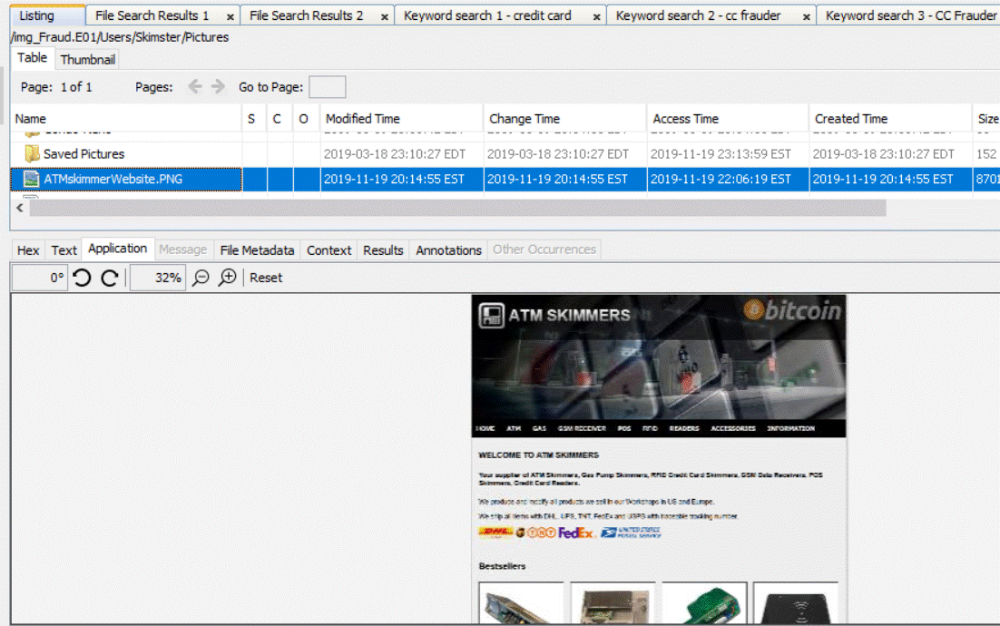 Listing File Search Results 1 x File Search Results 2 x Keyword search 1 - credit card x Keyword search 2 - cc frauder x Keyword search 3 - CC Frauder
/img_Fraud.E01/Users/Skimster/Pictures
Table Thumbnail
Page: 1 of 1 Pages: Go to Page:
Name S C O Modified Time Change Time Access Time Created Time Size
Saved Pictures 2019-03-18 23:10:27 EDT 2019-03-18 23:10:27 EDT 2019-11-19 23:13:59 EST 2019-03-18 23:10:27 EDT 152
ATMskimmerWebsite.PNG 2019-11-19 20:14:55 EST 2019-11-19 20:14:55 EST 2019-11-19 22:06:19 EST 2019-11-19 20:14:55 EST 8701
Hex Text Application Message File Metadata Context Results Annotations Other Occurrences
0° 32% Reset
ATM SKIMMERS bitcoin
HOME ATM GAS GSM RECEIVER POS RFID READERS ACCESSORIES INFORMATION
WELCOME TO ATM SKIMMERS
Your supplier of ATM Skimmers, Gas Pump Skimmers, RFID Credit Card Skimmers, GSM Data Receivers, POS
Skimmers, Credit Card Readers.
We produce and modify all products we sell in our Workshops in US and Europe.
We ship all items with DHL, UPS, TNT, FedEx and USPS with traceable tracking number.
DHL TNT FedEx UNITED STATES
POSTAL SERVICE
Bestsellers